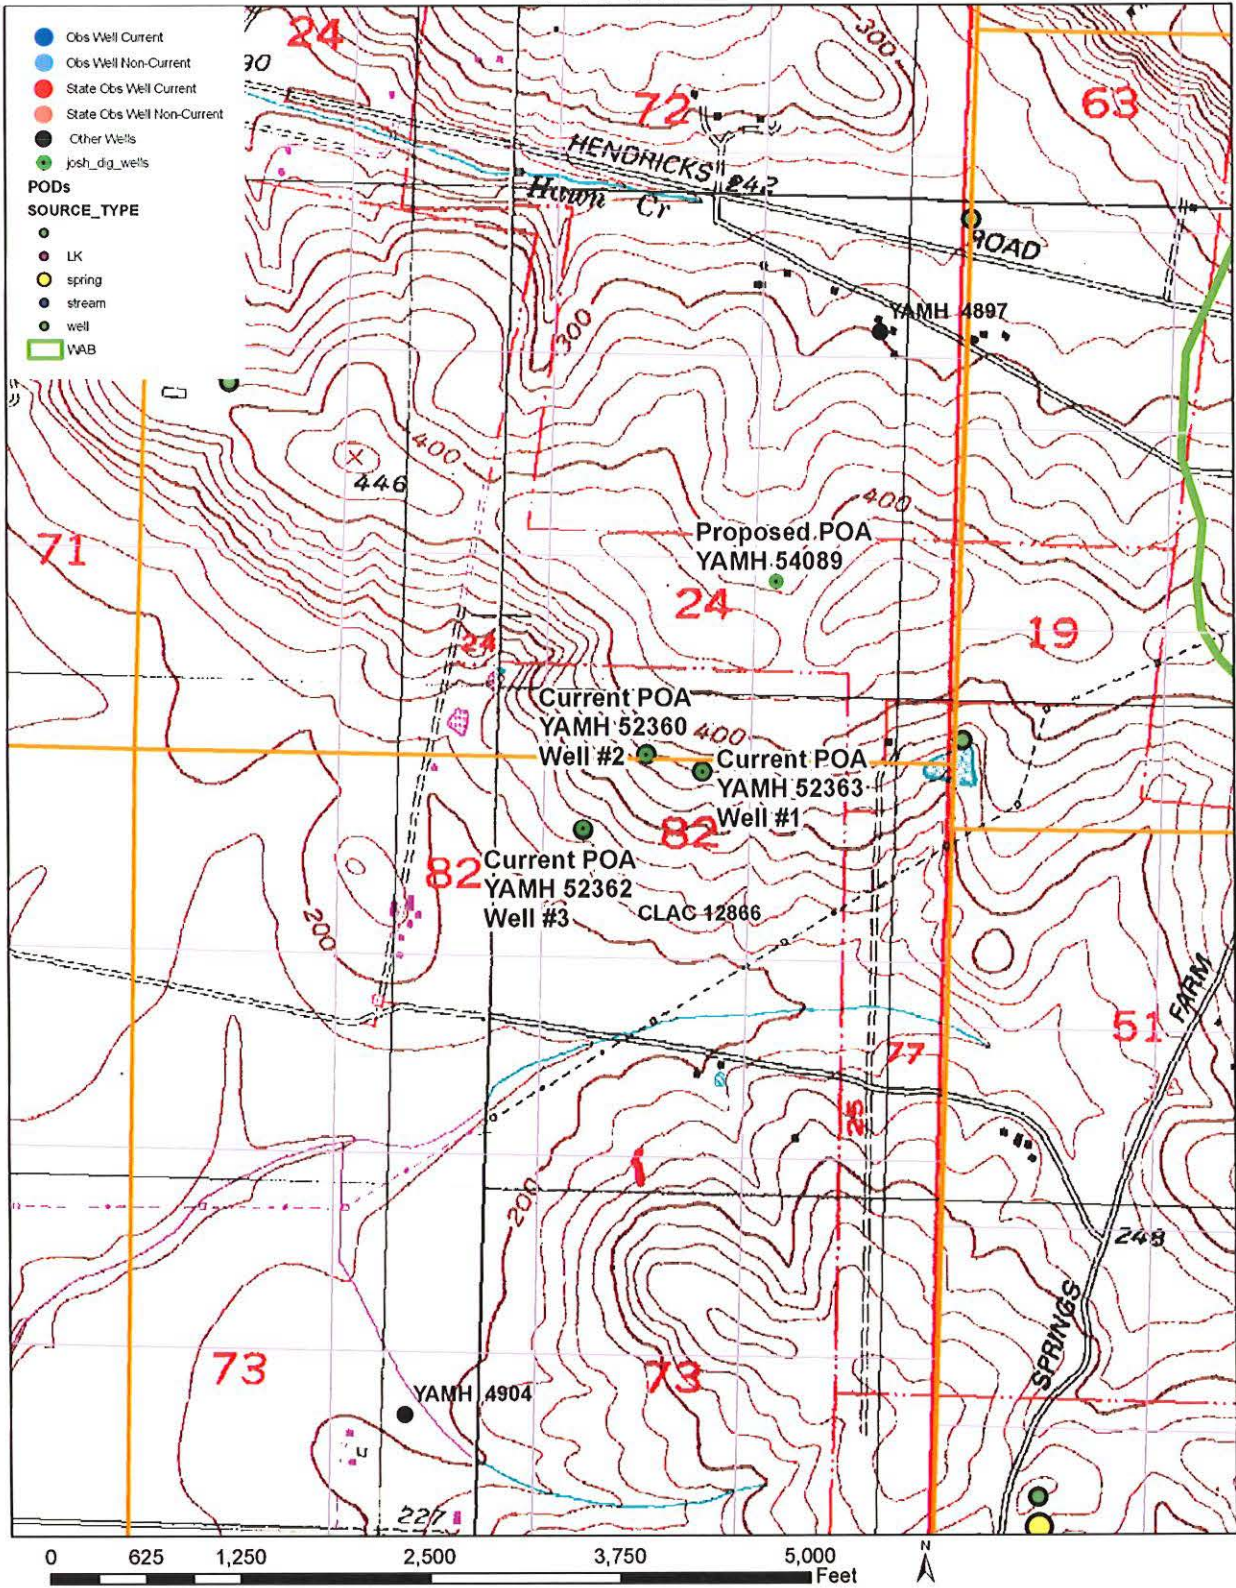 Obs Well Current
Obs Well Non-Current
State Obs Well Current
State Obs Well Non-Current
Other Wells
josh_dig_wells
PODs
SOURCE_TYPE
LK
spring
stream
well
WAB
24
90
300
72
63
HENDRICKS
242
Hawn Cr
ROAD
YAMH 4897
300
400
446
400
71
Proposed POA
YAMH 54089
24
19
24
Current POA
YAMH 52360
Well #2
400
Current POA
YAMH 52363
Well #1
82
82
Current POA
YAMH 52362
Well #3
CLAC 12866
200
FARM
51
77
25
200
248
SPRINGS
73
73
YAMH 4904
227
0 625 1,250 2,500 3,750 5,000
Feet
N